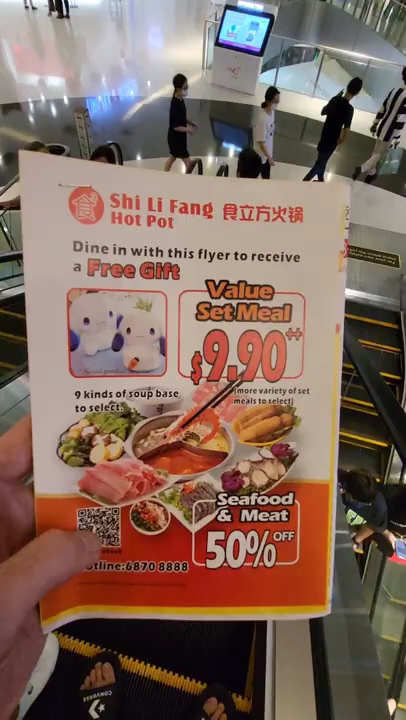 食
Shi Li Fang 食立方火锅
Hot Pot
Dine in with this flyer to receive
a Free Gift
Value
Set Meal
$9.90++
9 kinds of soup base
to select.
(more variety of set
meals to select)
Seafood
& Meat
50% OFF
otline:6870 8888
CONVERSE